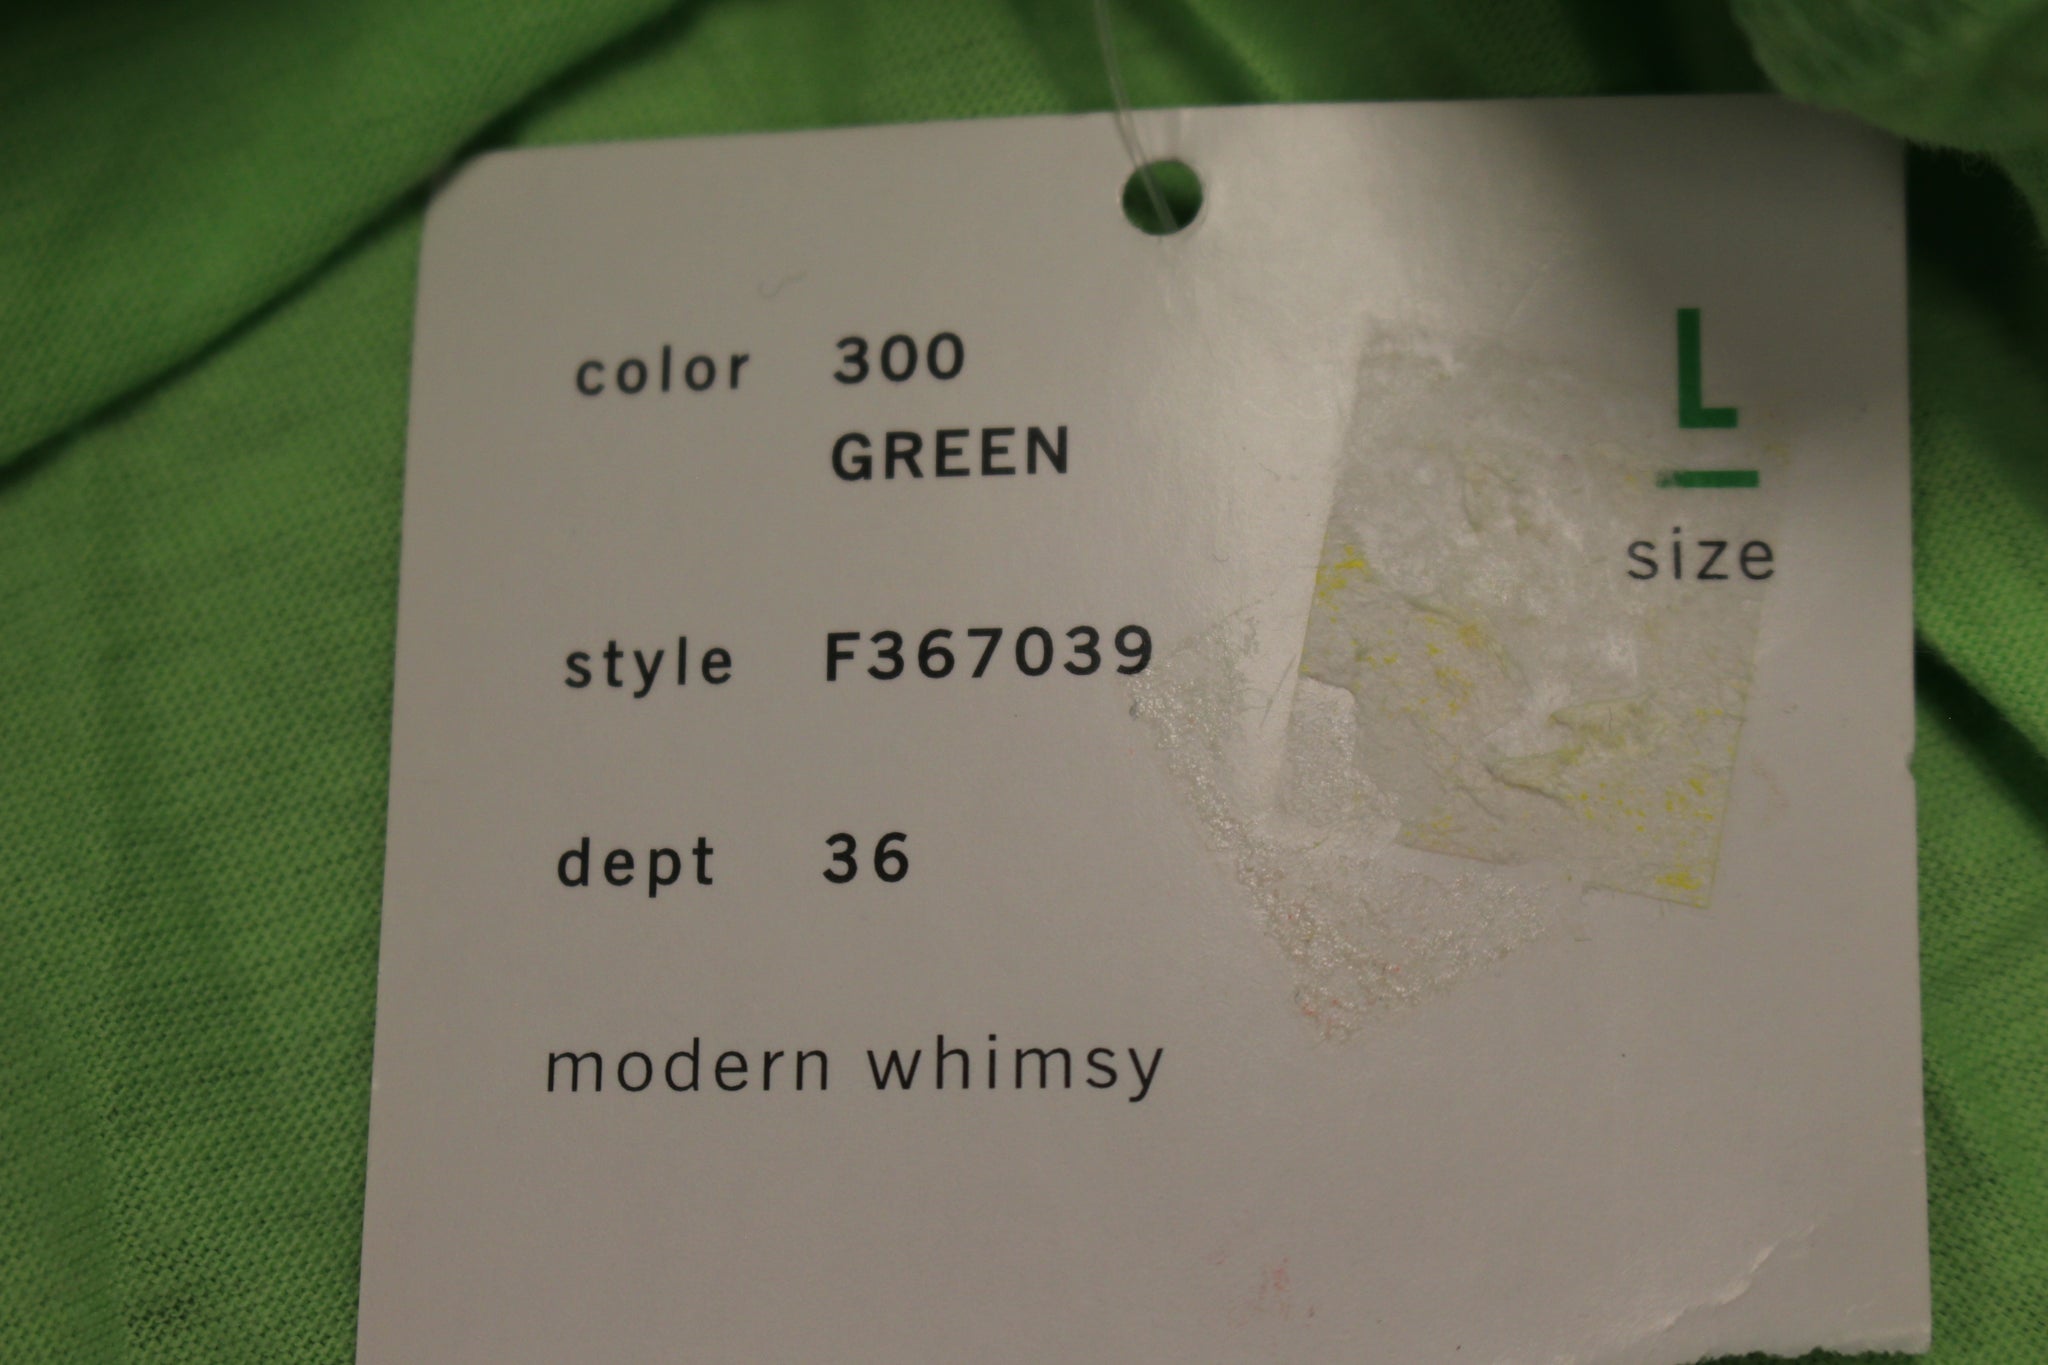 color 300
GREEN
L
size
style F367039
dept 36
modern whimsy